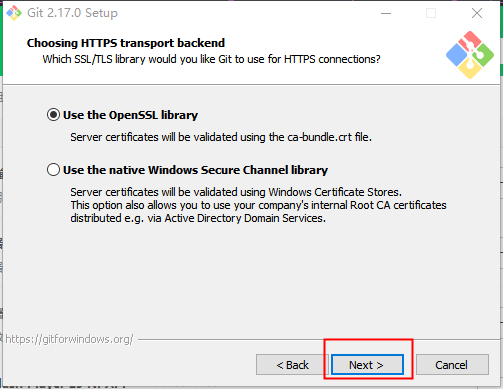 Git 2.17.0 Setup
Choosing HTTPS transport backend
Which SSL/TLS library would you like Git to use for HTTPS connections?
Use the OpenSSL library
Server certificates will be validated using the ca-bundle.crt file.
Use the native Windows Secure Channel library
Server certificates will be validated using Windows Certificate Stores.
This option also allows you to use your company's internal Root CA certificates
distributed e.g. via Active Directory Domain Services.
https://gitforwindows.org/
< Back
Next >
Cancel